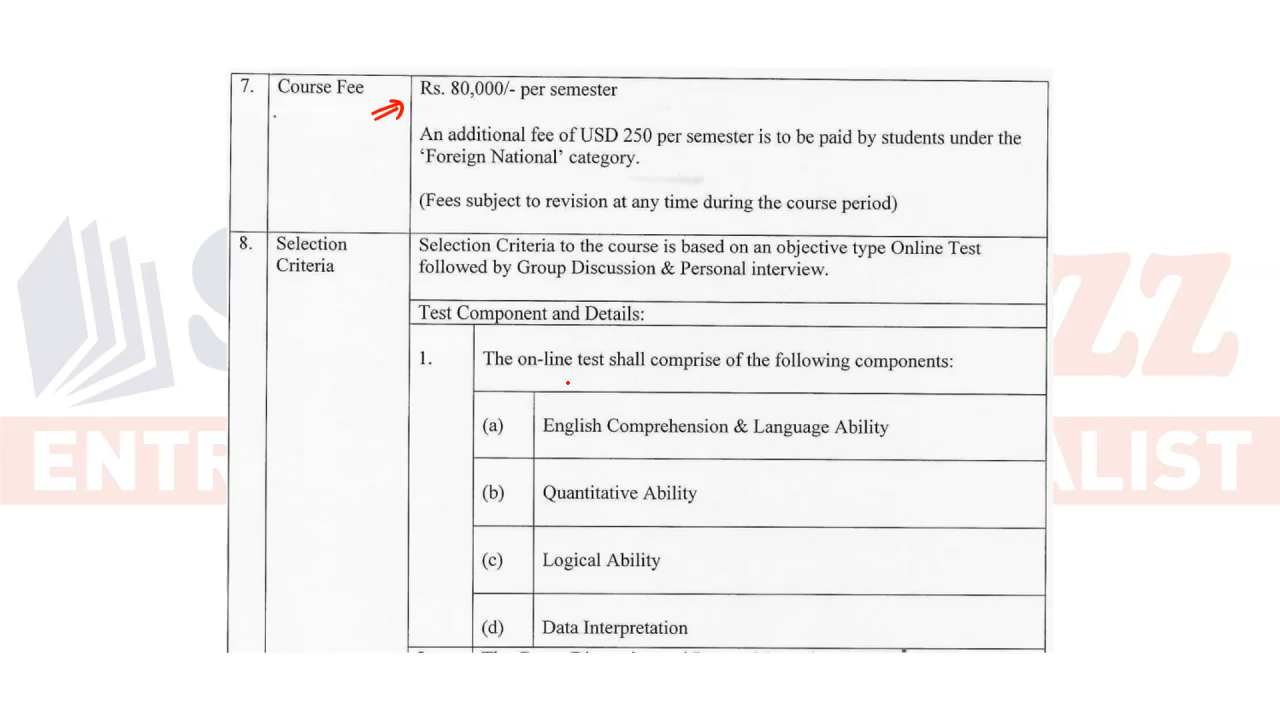 7. Course Fee Rs. 80,000/- per semester
An additional fee of USD 250 per semester is to be paid by students under the
‘Foreign National’ category.
(Fees subject to revision at any time during the course period)
8. Selection Criteria to the course is based on an objective type Online Test
Selection
Criteria
followed by Group Discussion & Personal interview.
Test Component and Details:
1. The on-line test shall comprise of the following components:
(a) English Comprehension & Language Ability
(b) Quantitative Ability
(c) Logical Ability
(d) Data Interpretation
S ZZ
ENTR ALIST